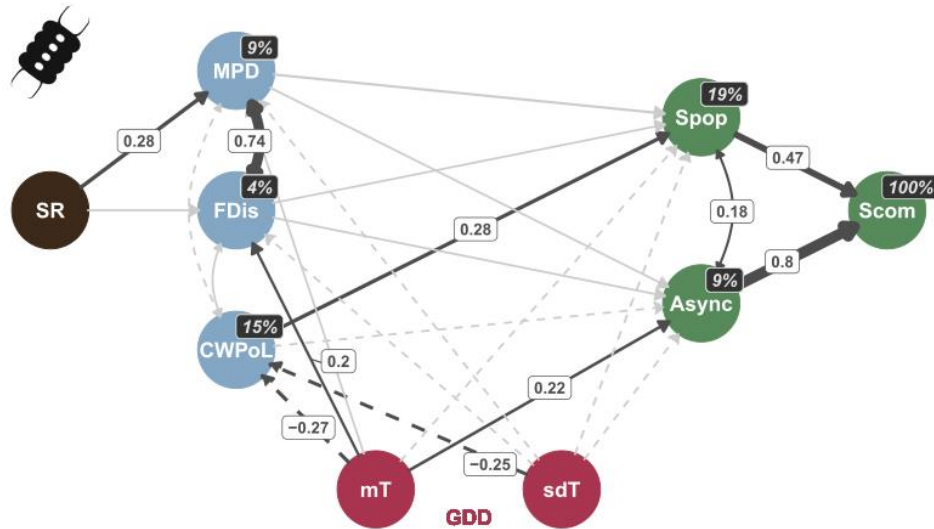 9%
MPD
19%
Spop
0.28
0.74
0.47
4%
100%
SR
FDis
Scom
0.18
0.28
9%
Async
0.8
15%
CWPoL
0.2
0.22
−0.27
−0.25
mT
sdT
GDD